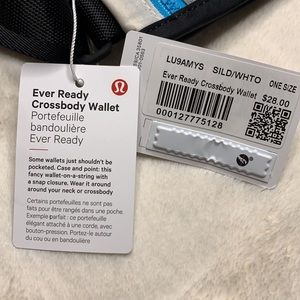 Ever Ready
Crossbody Wallet
Portefeuille
bandoulière
Ever Ready
Some wallets just shouldn't be
pocketed. Case and point: this
fancy wallet-on-a-string with
a snap closure. Wear it around
around your neck or crossbody.
Certains portefeuilles ne sont pas
faits pour être rangés dans une poche.
Exemple parfait : ce portefeuille
élégant attaché à une corde, avec
bouton-pression. Portez-le autour
du cou ou en bandoulière
LU9AMYS SILD/WHTO ONE SIZE
Ever Ready Crossbody Wallet $28.00
000127775128